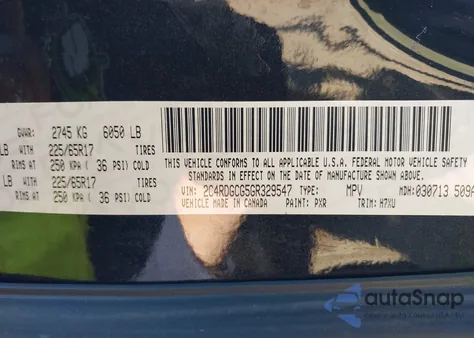 GVWR: 2745 KG 6050 LB
LB 225/65R17 TIRES
RIMS AT 250 KPA( 36 PSI) COLD
LB 225/65R17 TIRES
RIMS AT 250 KPA( 36 PSI) COLD
THIS VEHICLE CONFORMS TO ALL APPLICABLE U.S.A. FEDERAL MOTOR VEHICLE SAFETY
STANDARDS IN EFFECT ON THE DATE OF MANUFACTURE SHOWN ABOVE.
VIN: 2C4RDGCG5GR329547 TYPE: MPV MDH: 030713 509A
VEHICLE MADE IN CANADA PAINT: PXR TRIM: H7XU
autoSnap